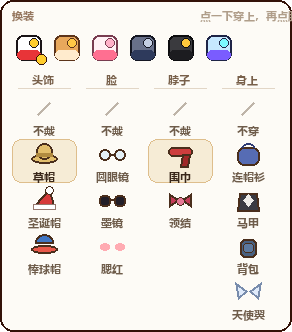 换装 点一下穿上，再点
头饰 脸 脖子 身上
不戴 不戴 不戴 不穿
草帽 圆眼镜 围巾 连帽衫
圣诞帽 墨镜 领结 马甲
棒球帽 腮红 背包
天使翼